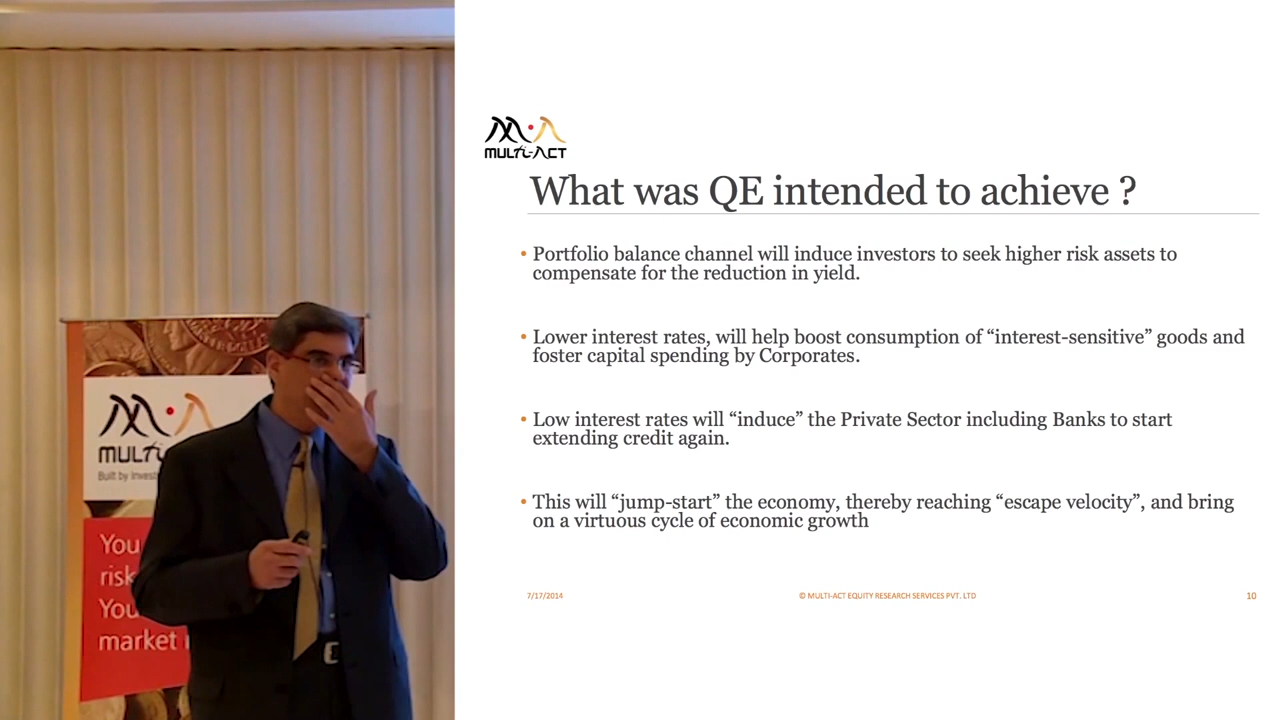 MULti-ACT
What was QE intended to achieve ?
• Portfolio balance channel will induce investors to seek higher risk assets to
compensate for the reduction in yield.
• Lower interest rates, will help boost consumption of “interest-sensitive” goods and
foster capital spending by Corporates.
• Low interest rates will “induce” the Private Sector including Banks to start
extending credit again.
• This will “jump-start” the economy, thereby reaching “escape velocity”, and bring
on a virtuous cycle of economic growth
7/17/2014
© MULTI-ACT EQUITY RESEARCH SERVICES PVT. LTD
10
MULti
Built by
You
risk
You
market